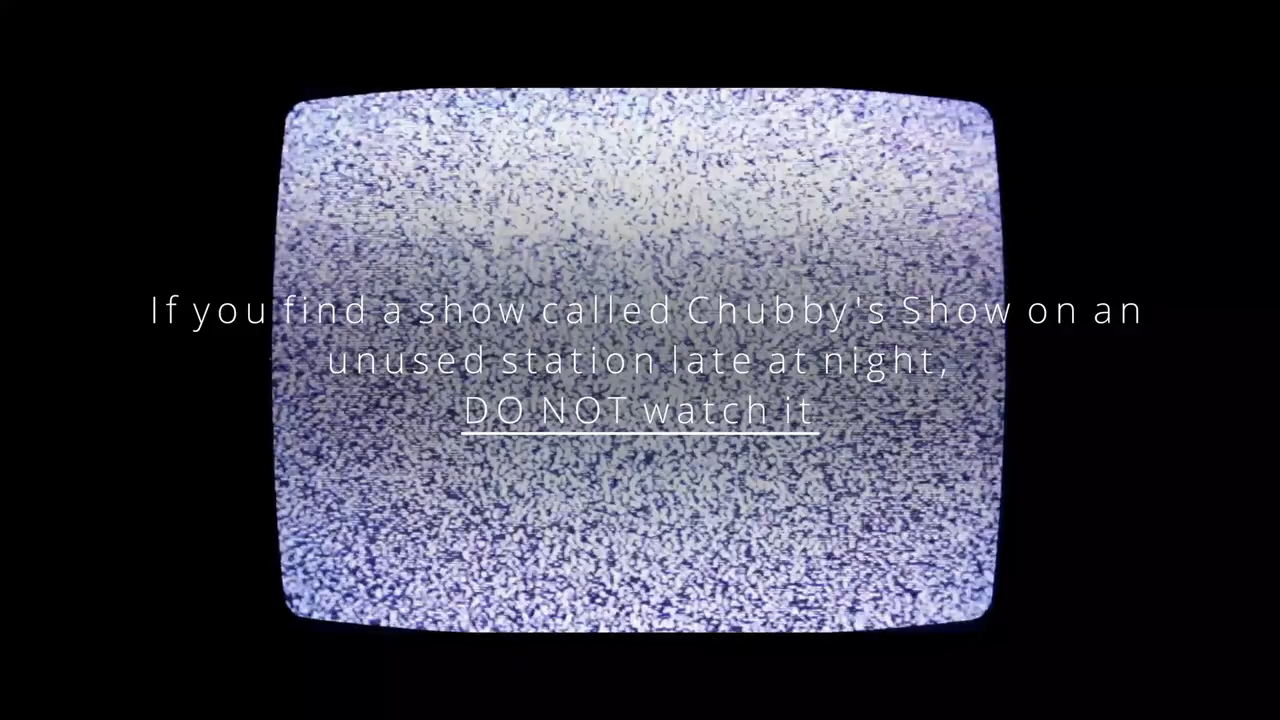 If you find a show called Chubby's Show on an
unused station late at night,
DO NOT watch it